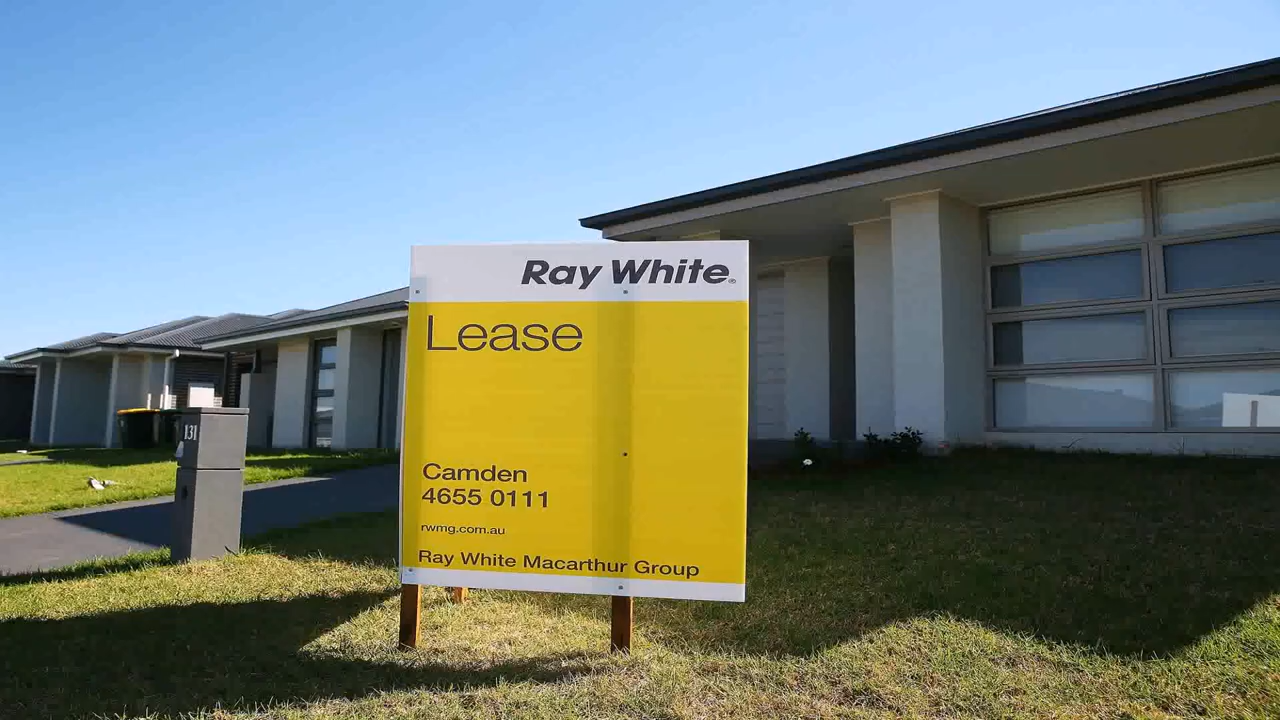 Ray White
Lease
Camden
4655 0111
rwmg.com.au
Ray White Macarthur Group
131